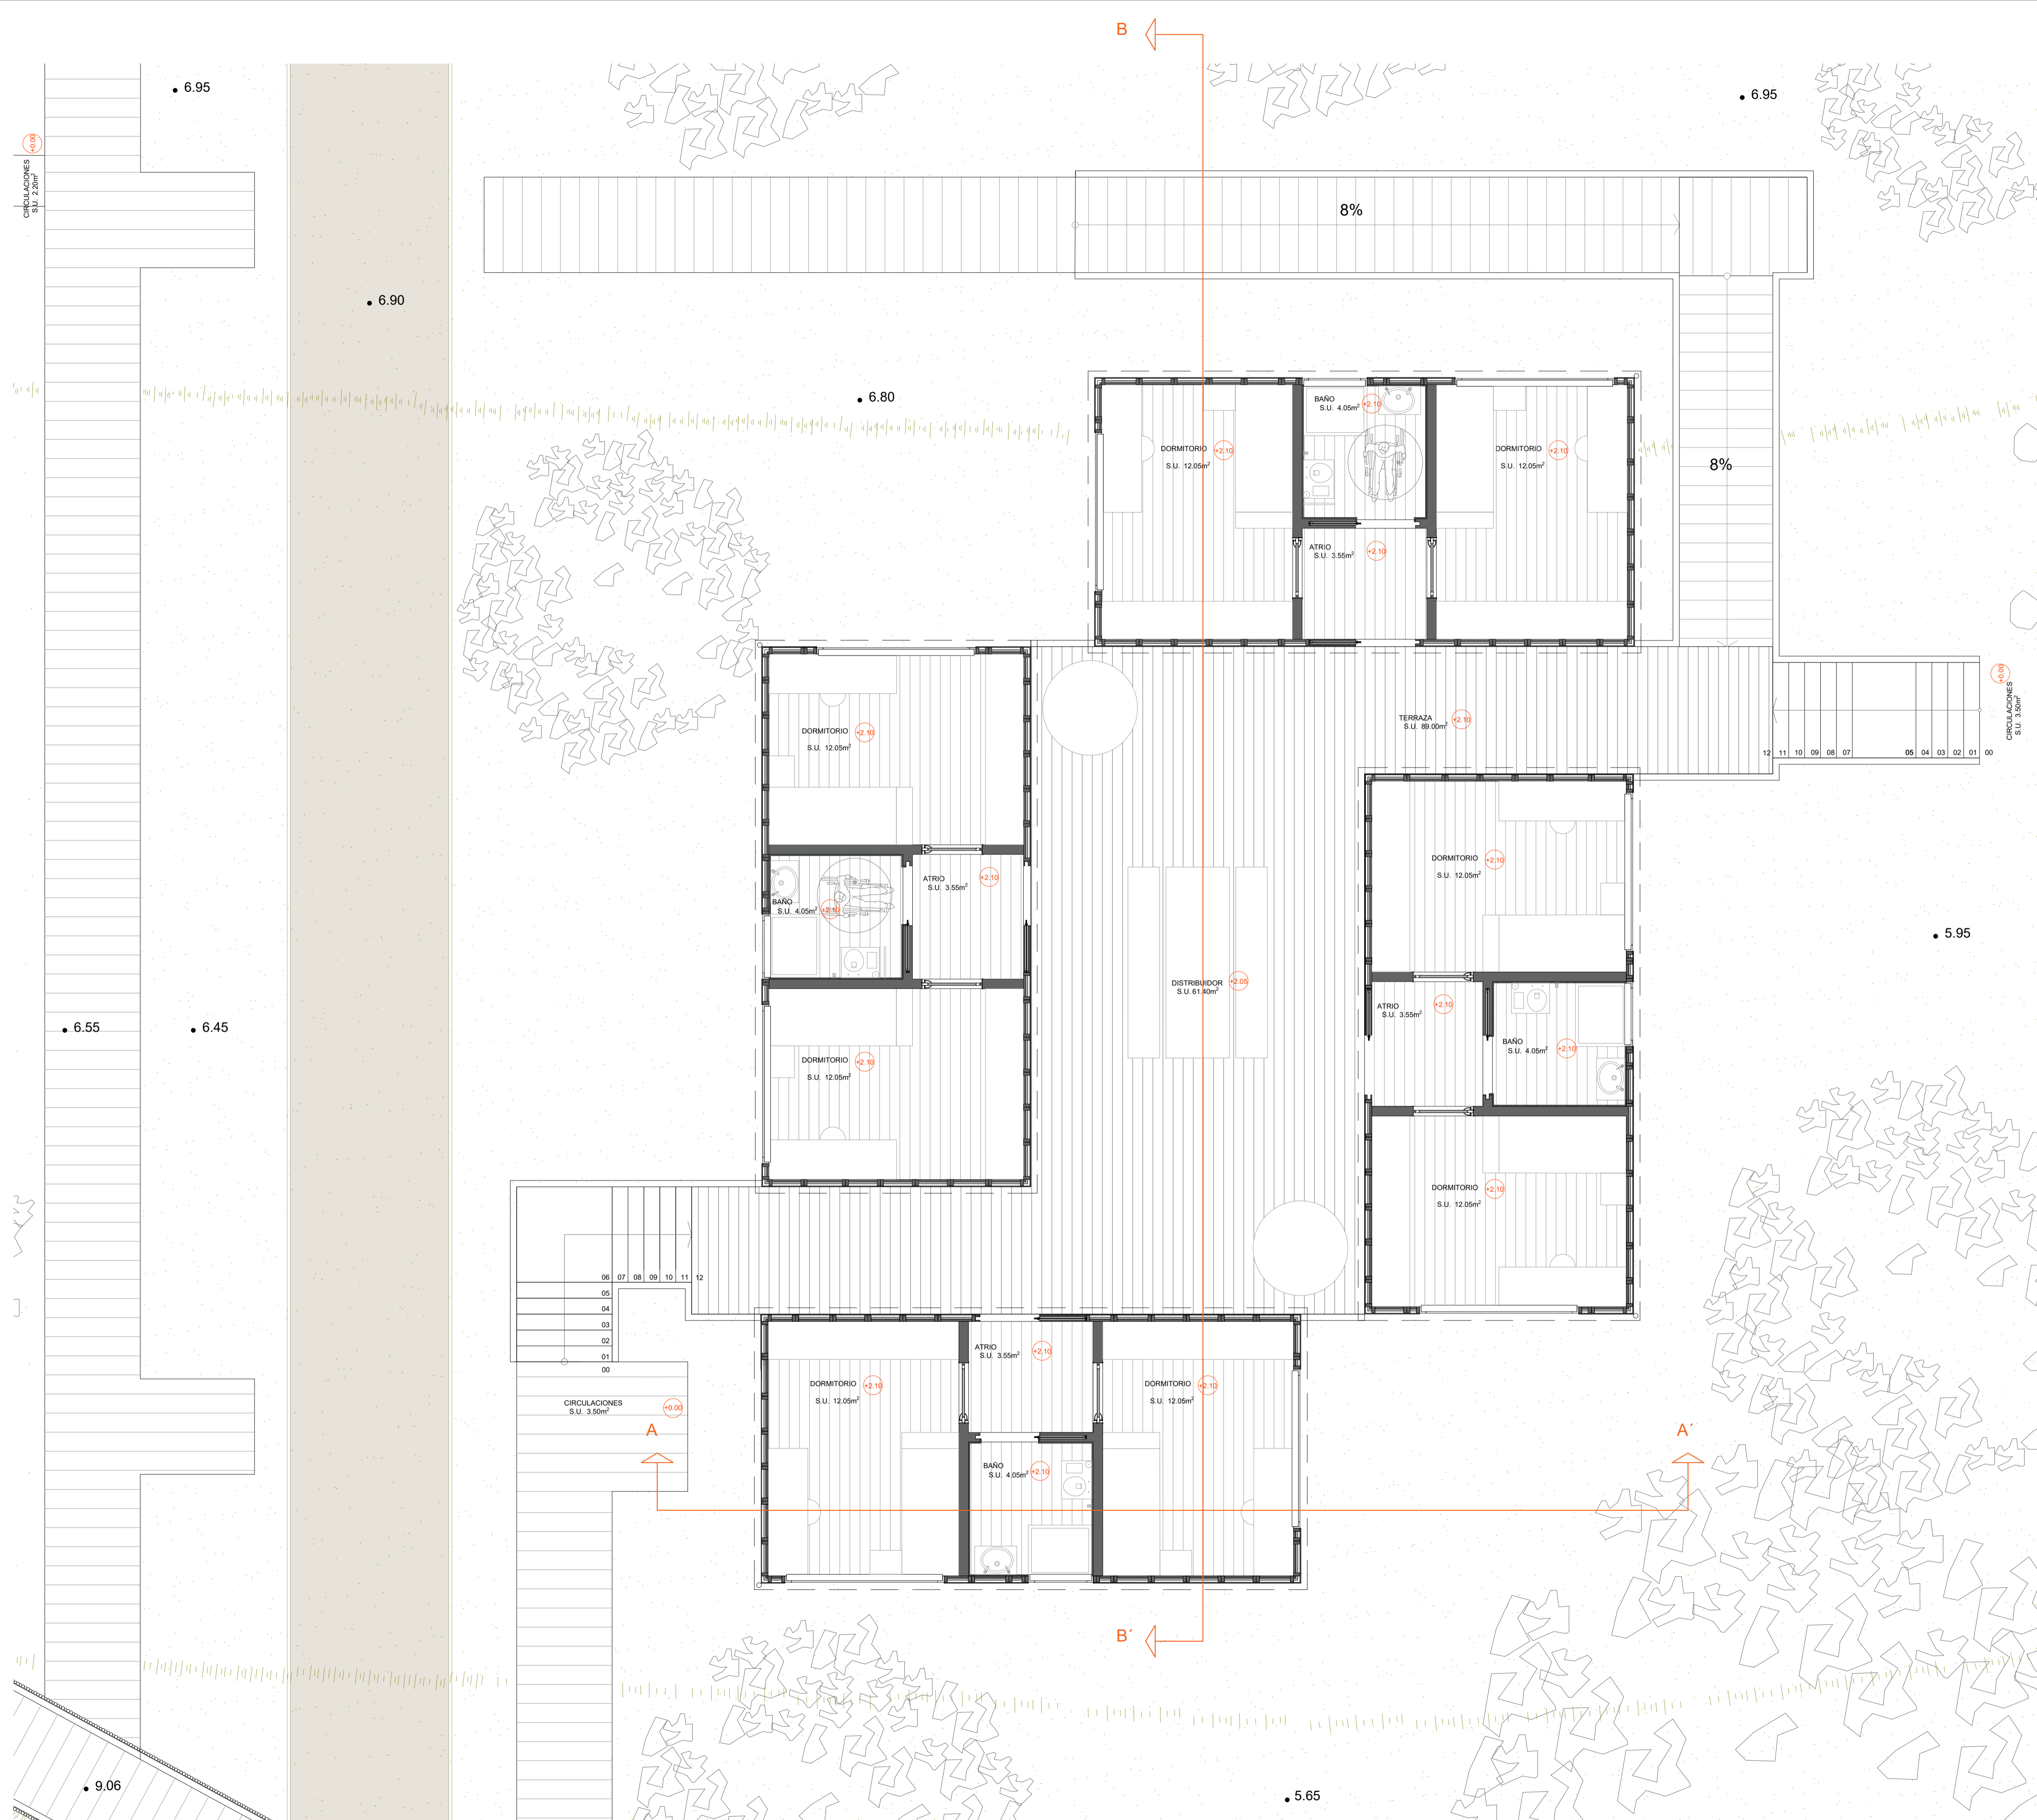 B
6.95
6.95
+0.00
CIRCULACIONES
S.U. 2.20m²
8%
6.90
6.80
BAÑO
S.U. 4.05m²
+2.10
DORMITORIO
+2.10
S.U. 12.05m²
DORMITORIO
+2.10
S.U. 12.05m²
8%
ATRIO
S.U. 3.55m²
+2.10
+0.00
CIRCULACIONES
S.U. 3.50m²
TERRAZA
S.U. 89.00m²
+2.10
DORMITORIO
+2.10
S.U. 12.05m²
12 11 10 09 08 07 05 04 03 02 01 00
DORMITORIO
+2.10
S.U. 12.05m²
ATRIO
S.U. 3.55m²
+2.10
BAÑO
S.U. 4.05m²
+2.10
5.95
DISTRIBUIDOR
S.U. 61.40m²
+2.05
ATRIO
S.U. 3.55m²
+2.10
6.55
6.45
BAÑO
S.U. 4.05m²
+2.10
DORMITORIO
+2.10
S.U. 12.05m²
DORMITORIO
+2.10
S.U. 12.05m²
06 07 08 09 10 11 12
05
04
03
02
01
00
ATRIO
S.U. 3.55m²
+2.10
DORMITORIO
+2.10
S.U. 12.05m²
DORMITORIO
+2.10
S.U. 12.05m²
CIRCULACIONES
S.U. 3.50m²
+0.00
A
A´
BAÑO
S.U. 4.05m²
+2.10
B´
9.06
5.65